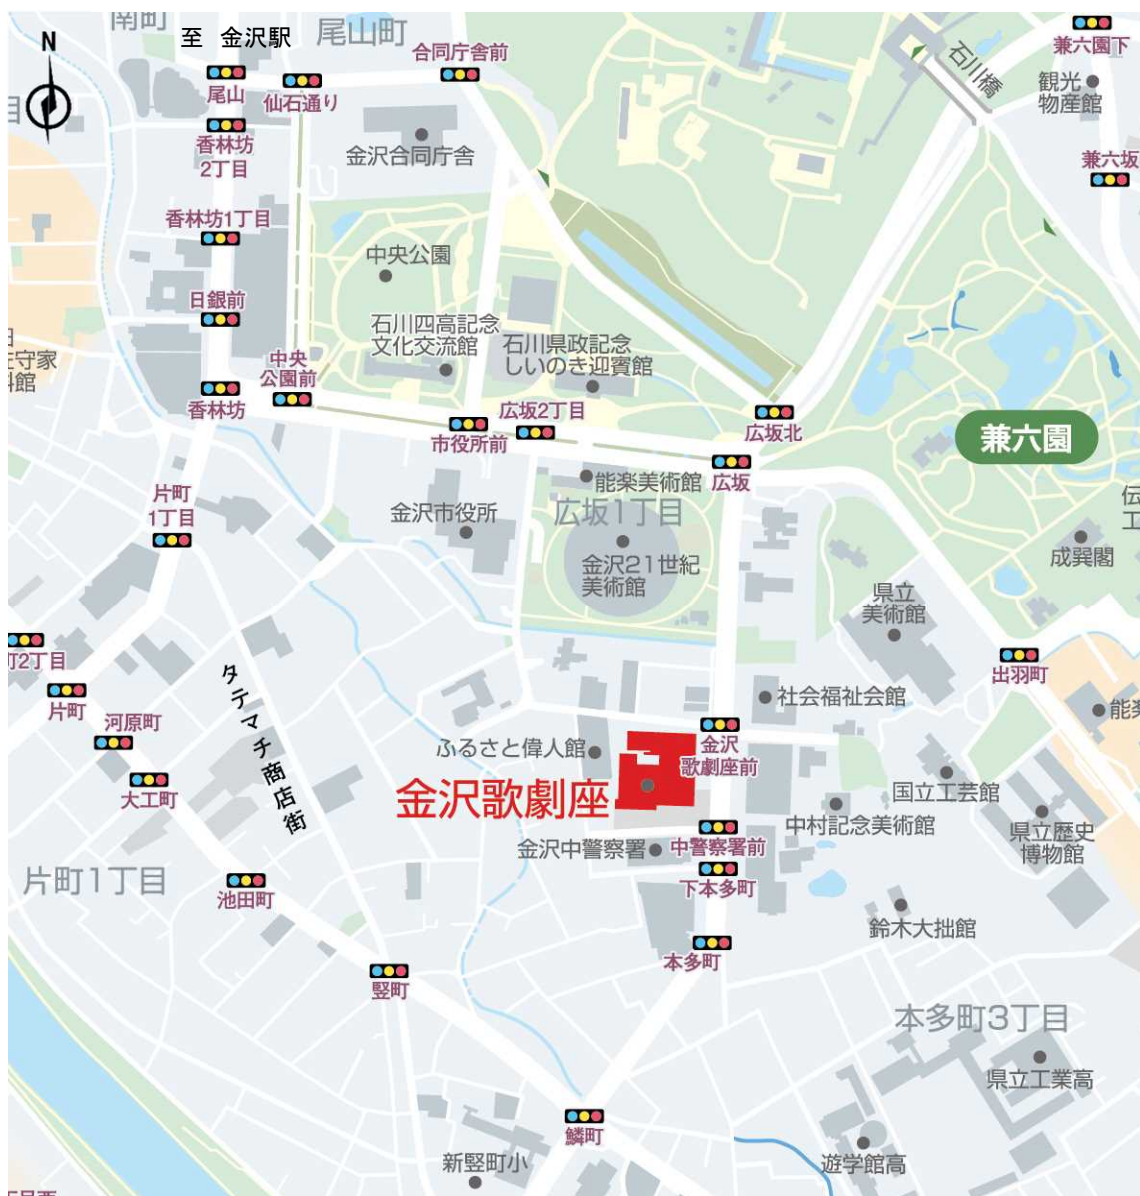 南町
至 金沢駅
尾山町
N
合同庁舎前
兼六園下
石川橋
観光
物産館
尾山
仙石通り
香林坊
2丁目
金沢合同庁舎
兼六坂
香林坊1丁目
中央公園
日銀前
石川四高記念
文化交流館
石川県政記念
しいのき迎賓館
守家
館
中央
公園前
香林坊
市役所前
広坂2丁目
広坂北
兼六園
広坂
能楽美術館
片町
1丁目
金沢市役所
広坂1丁目
伝
工
成巽閣
金沢21世紀
美術館
県立
美術館
町2丁目
出羽町
片町
タテマチ商店街
社会福祉会館
能楽
河原町
金沢
歌劇座前
ふるさと偉人館
大工町
金沢歌劇座
国立工芸館
中村記念美術館
県立歴史
博物館
金沢中警察署
中警察署前
下本多町
片町1丁目
池田町
鈴木大拙館
本多町
竪町
本多町3丁目
県立工業高
鱗町
新竪町小
遊学館高